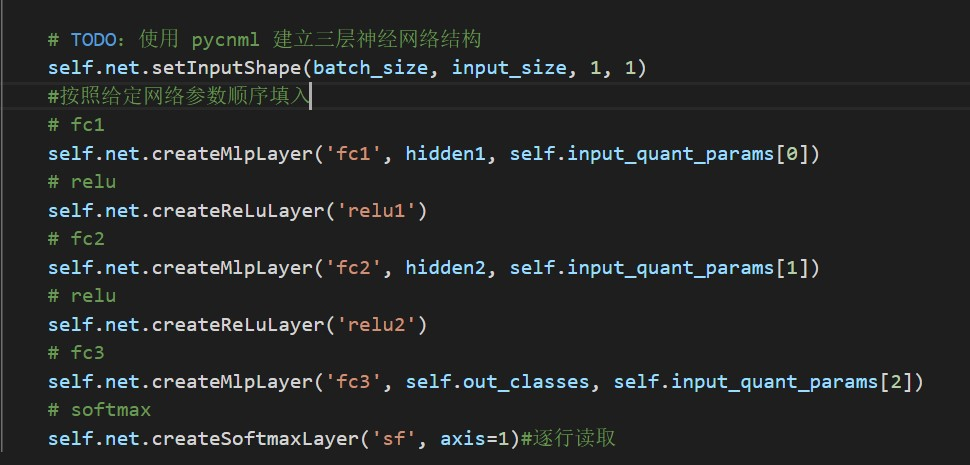 # TODO: 使用 pycnml 建立三层神经网络结构
self.net.setInputShape(batch_size, input_size, 1, 1)
#按照给定网络参数顺序填入
# fc1
self.net.createMlpLayer('fc1', hidden1, self.input_quant_params[0])
# relu
self.net.createReLuLayer('relu1')
# fc2
self.net.createMlpLayer('fc2', hidden2, self.input_quant_params[1])
# relu
self.net.createReLuLayer('relu2')
# fc3
self.net.createMlpLayer('fc3', self.out_classes, self.input_quant_params[2])
# softmax
self.net.createSoftmaxLayer('sf', axis=1)#逐行读取